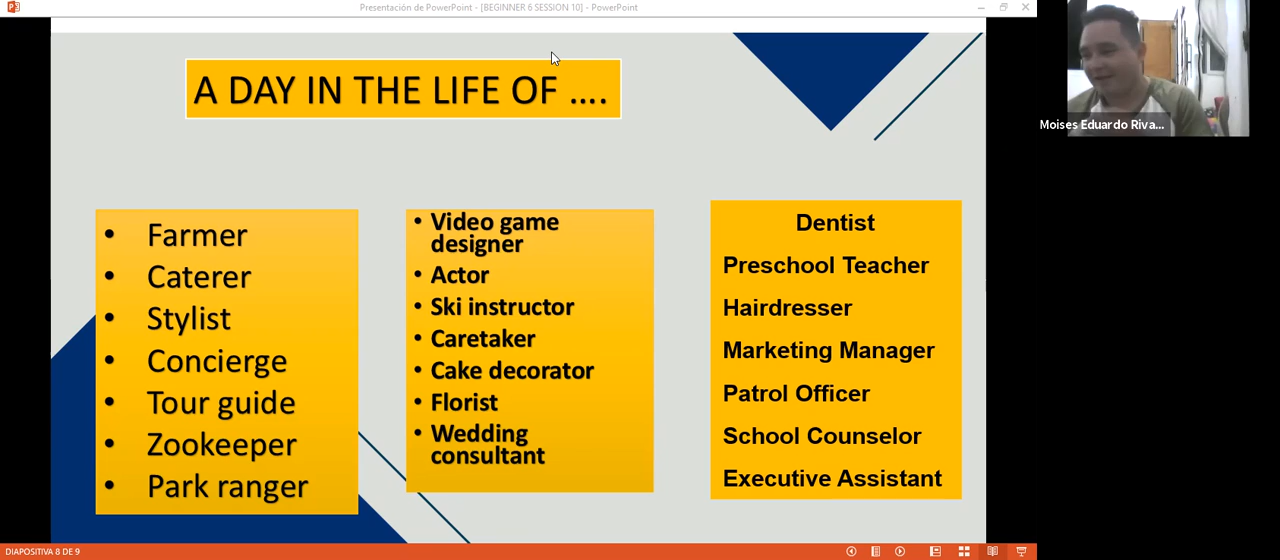 Presentación de PowerPoint - [BEGINNER 6 SESSION 10] - PowerPoint
A DAY IN THE LIFE OF ....
Moises Eduardo Riva...
• Farmer
• Caterer
• Stylist
• Concierge
• Tour guide
• Zookeeper
• Park ranger
• Video game
designer
• Actor
• Ski instructor
• Caretaker
• Cake decorator
• Florist
• Wedding
consultant
Dentist
Preschool Teacher
Hairdresser
Marketing Manager
Patrol Officer
School Counselor
Executive Assistant
DIAPOSITIVA 8 DE 9